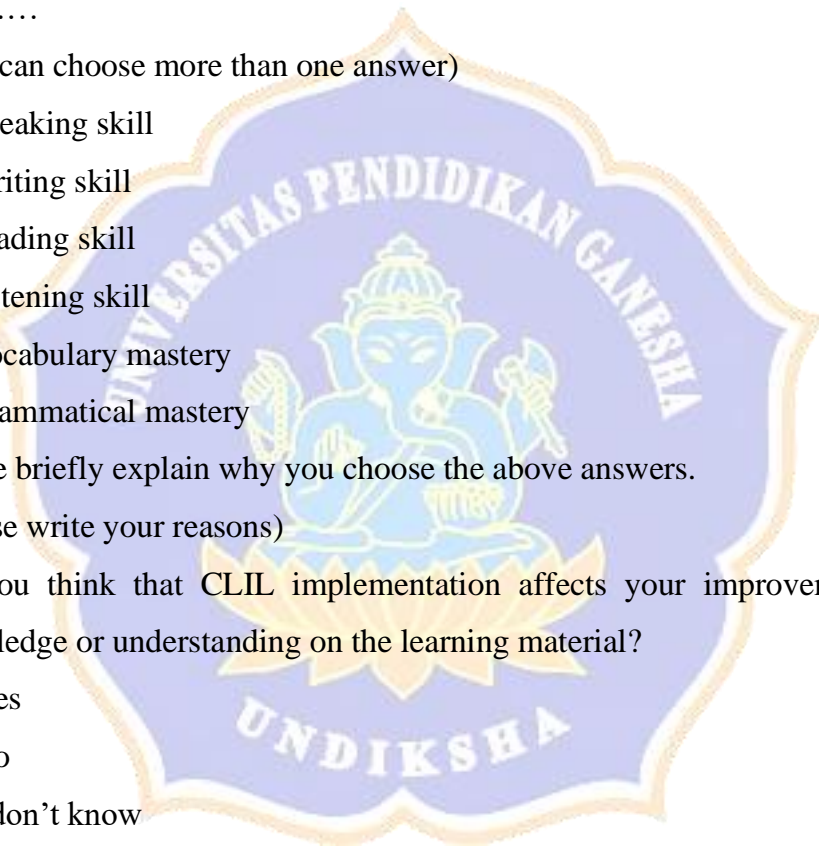 ….
can choose more than one answer)
eaking skill
riting skill
ading skill
tening skill
ocabulary mastery
ammatical mastery
e briefly explain why you choose the above answers.
se write your reasons)
ou think that CLIL implementation affects your improver
ledge or understanding on the learning material?
es
o
don’t know
UNIVERSITAS PENDIDIKAN GANESHA
UNDIKSHA